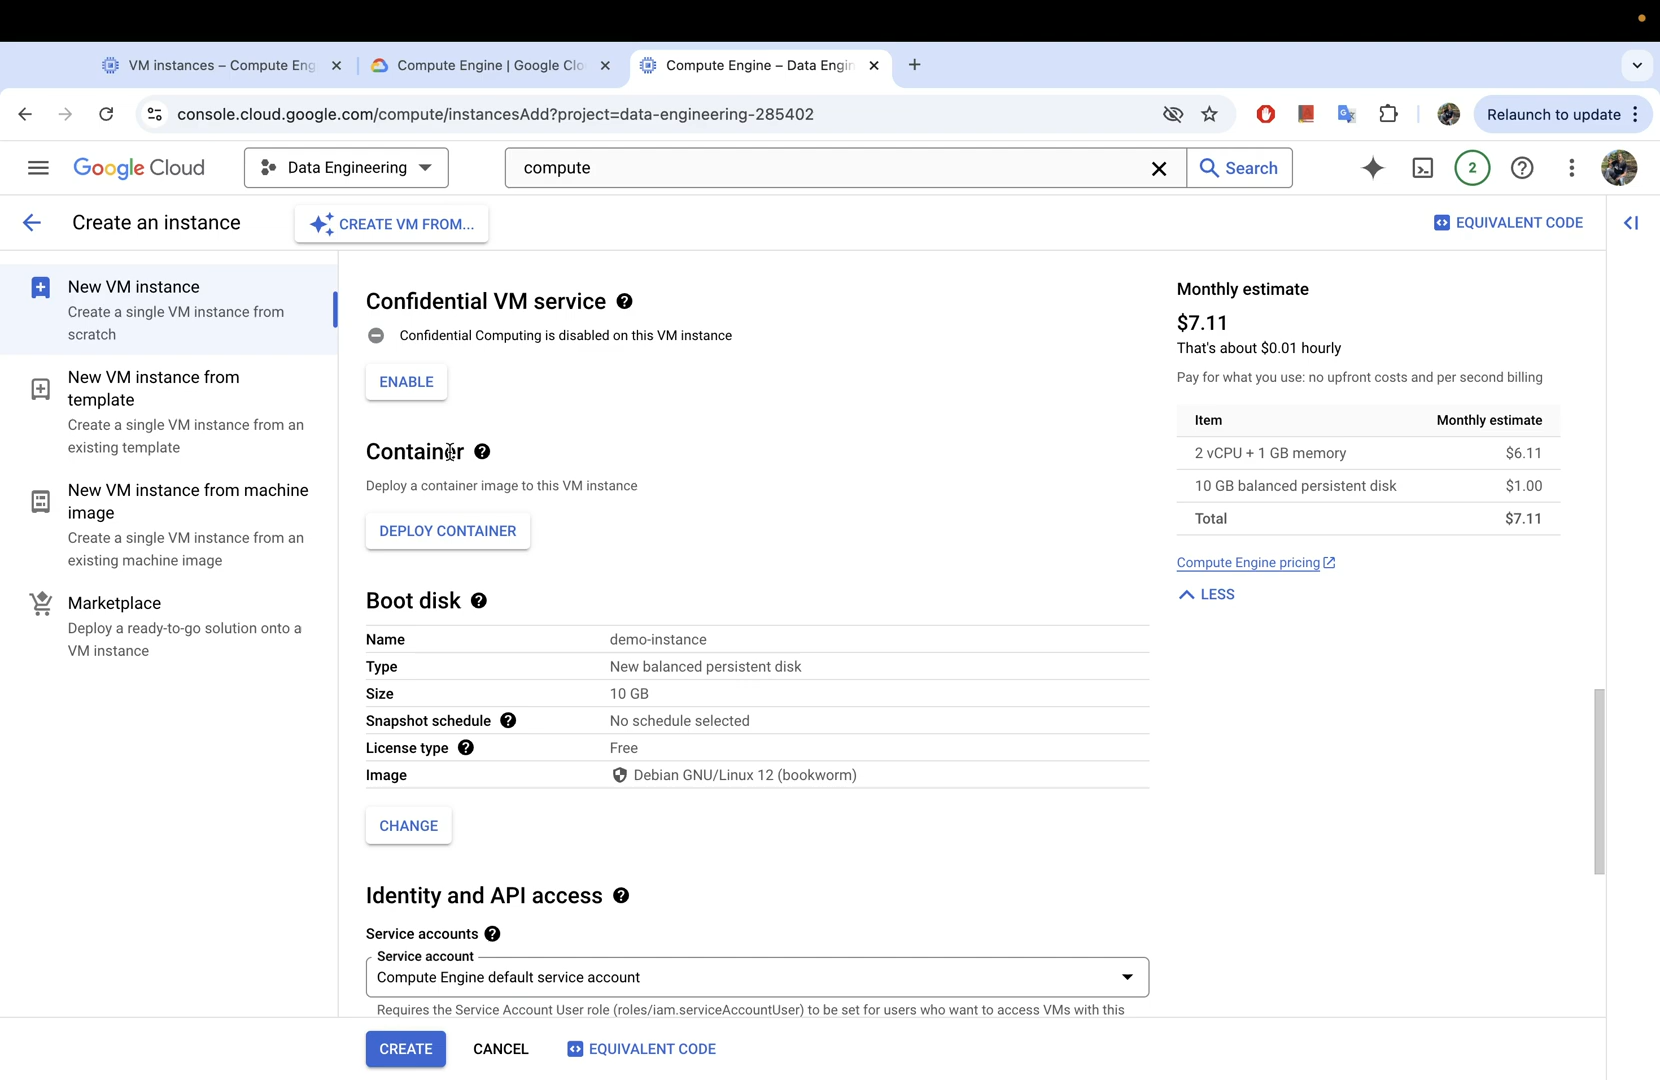 VM instances – Compute Eng
Compute Engine | Google Clo
Compute Engine – Data Engin
console.cloud.google.com/compute/instancesAdd?project=data-engineering-285402
Relaunch to update
Google Cloud
Data Engineering
compute
Search
2
Create an instance
CREATE VM FROM...
EQUIVALENT CODE
New VM instance
Create a single VM instance from
scratch
New VM instance from
template
Create a single VM instance from an
existing template
New VM instance from machine
image
Create a single VM instance from an
existing machine image
Marketplace
Deploy a ready-to-go solution onto a
VM instance
Confidential VM service
Confidential Computing is disabled on this VM instance
ENABLE
Container
Deploy a container image to this VM instance
DEPLOY CONTAINER
Boot disk
Name demo-instance
Type New balanced persistent disk
Size 10 GB
Snapshot schedule No schedule selected
License type Free
Image Debian GNU/Linux 12 (bookworm)
CHANGE
Identity and API access
Service accounts
Service account
Compute Engine default service account
Requires the Service Account User role (roles/iam.serviceAccountUser) to be set for users who want to access VMs with this
CREATE
CANCEL
EQUIVALENT CODE
Monthly estimate
$7.11
That's about $0.01 hourly
Pay for what you use: no upfront costs and per second billing
Item Monthly estimate
2 vCPU + 1 GB memory $6.11
10 GB balanced persistent disk $1.00
Total $7.11
Compute Engine pricing
LESS